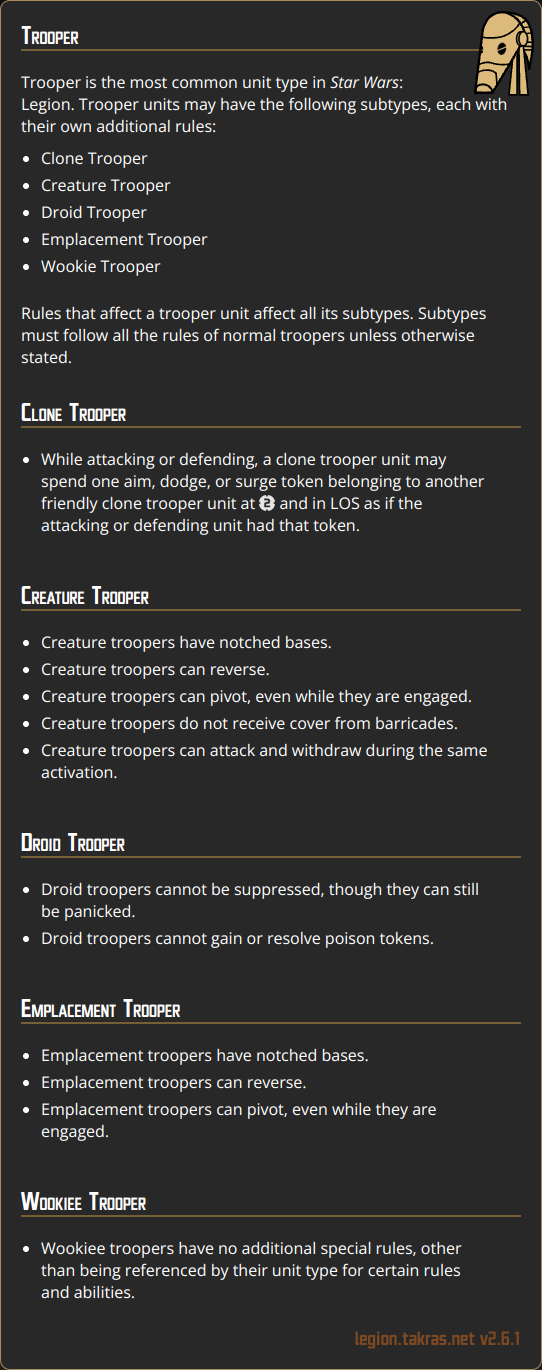 Trooper
Trooper is the most common unit type in Star Wars:
Legion. Trooper units may have the following subtypes, each with
their own additional rules:
• Clone Trooper
• Creature Trooper
• Droid Trooper
• Emplacement Trooper
• Wookie Trooper
Rules that affect a trooper unit affect all its subtypes. Subtypes
must follow all the rules of normal troopers unless otherwise
stated.
Clone Trooper
• While attacking or defending, a clone trooper unit may
spend one aim, dodge, or surge token belonging to another
friendly clone trooper unit at 2 and in LOS as if the
attacking or defending unit had that token.
Creature Trooper
• Creature troopers have notched bases.
• Creature troopers can reverse.
• Creature troopers can pivot, even while they are engaged.
• Creature troopers do not receive cover from barricades.
• Creature troopers can attack and withdraw during the same
activation.
Droid Trooper
• Droid troopers cannot be suppressed, though they can still
be panicked.
• Droid troopers cannot gain or resolve poison tokens.
Emplacement Trooper
• Emplacement troopers have notched bases.
• Emplacement troopers can reverse.
• Emplacement troopers can pivot, even while they are
engaged.
Wookiee Trooper
• Wookiee troopers have no additional special rules, other
than being referenced by their unit type for certain rules
and abilities.
legion.takras.net v2.6.1